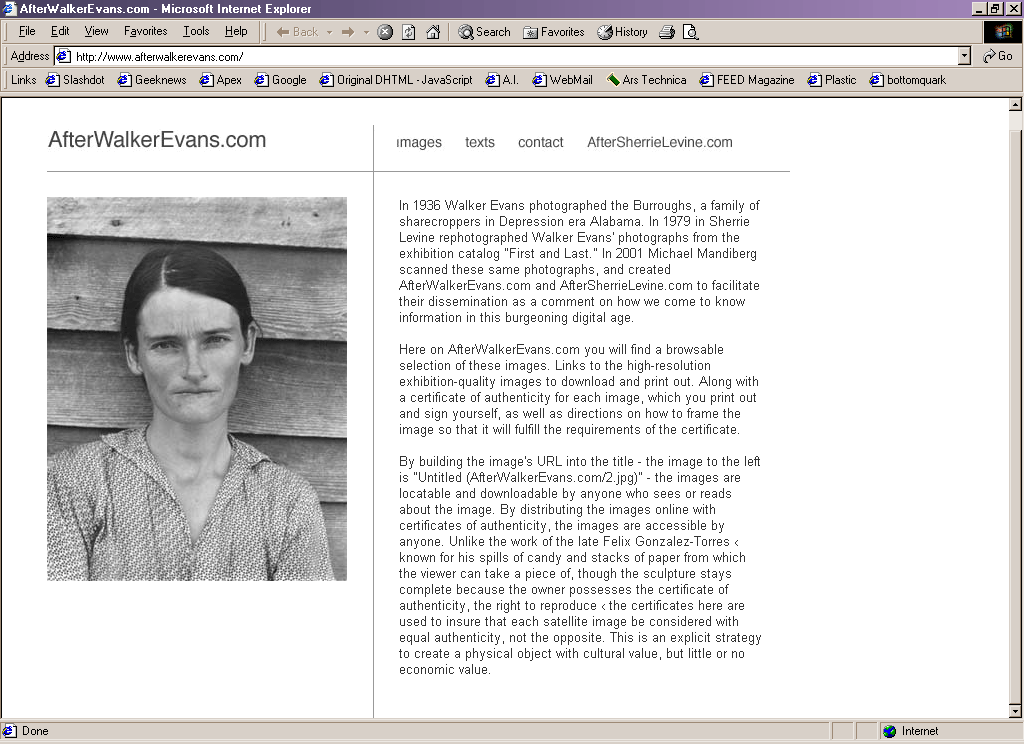 AfterWalkerEvans.com - Microsoft Internet Explorer
File Edit View Favorites Tools Help Back Search Favorites History
Address http://www.afterwalkerevans.com/ Go
Links Slashdot Geeknews Apex Google Original DHTML - JavaScript A.I. WebMail Ars Technica FEED Magazine Plastic bottomquark
AfterWalkerEvans.com
images texts contact AfterSherrieLevine.com
In 1936 Walker Evans photographed the Burroughs, a family of
sharecroppers in Depression era Alabama. In 1979 in Sherrie
Levine rephotographed Walker Evans' photographs from the
exhibition catalog "First and Last." In 2001 Michael Mandiberg
scanned these same photographs, and created
AfterWalkerEvans.com and AfterSherrieLevine.com to facilitate
their dissemination as a comment on how we come to know
information in this burgeoning digital age.
Here on AfterWalkerEvans.com you will find a browsable
selection of these images. Links to the high-resolution
exhibition-quality images to download and print out. Along with
a certificate of authenticity for each image, which you print out
and sign yourself, as well as directions on how to frame the
image so that it will fulfill the requirements of the certificate.
By building the image's URL into the title - the image to the left
is "Untitled (AfterWalkerEvans.com/2.jpg)" - the images are
locatable and downloadable by anyone who sees or reads
about the image. By distributing the images online with
certificates of authenticity, the images are accessible by
anyone. Unlike the work of the late Felix Gonzalez-Torres ‹
known for his spills of candy and stacks of paper from which
the viewer can take a piece of, though the sculpture stays
complete because the owner possesses the certificate of
authenticity, the right to reproduce ‹ the certificates here are
used to insure that each satellite image be considered with
equal authenticity, not the opposite. This is an explicit strategy
to create a physical object with cultural value, but little or no
economic value.
Done Internet